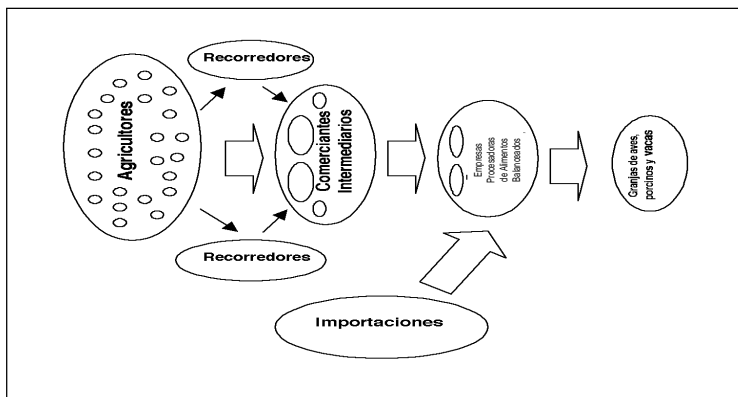 Recorredores
Agricultores
Comerciantes
Intermediarios
Empresas
Procesadoras
de Alimentos
Balanceados
Granjas de aves,
porcinos y vacas
Recorredores
Importaciones